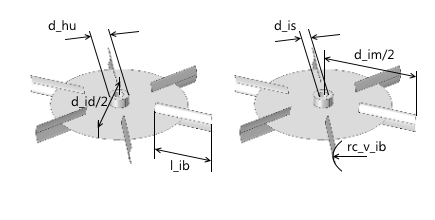 d_hu
d_id/2
l_ib
d_is
d_im/2
rc_v_ib